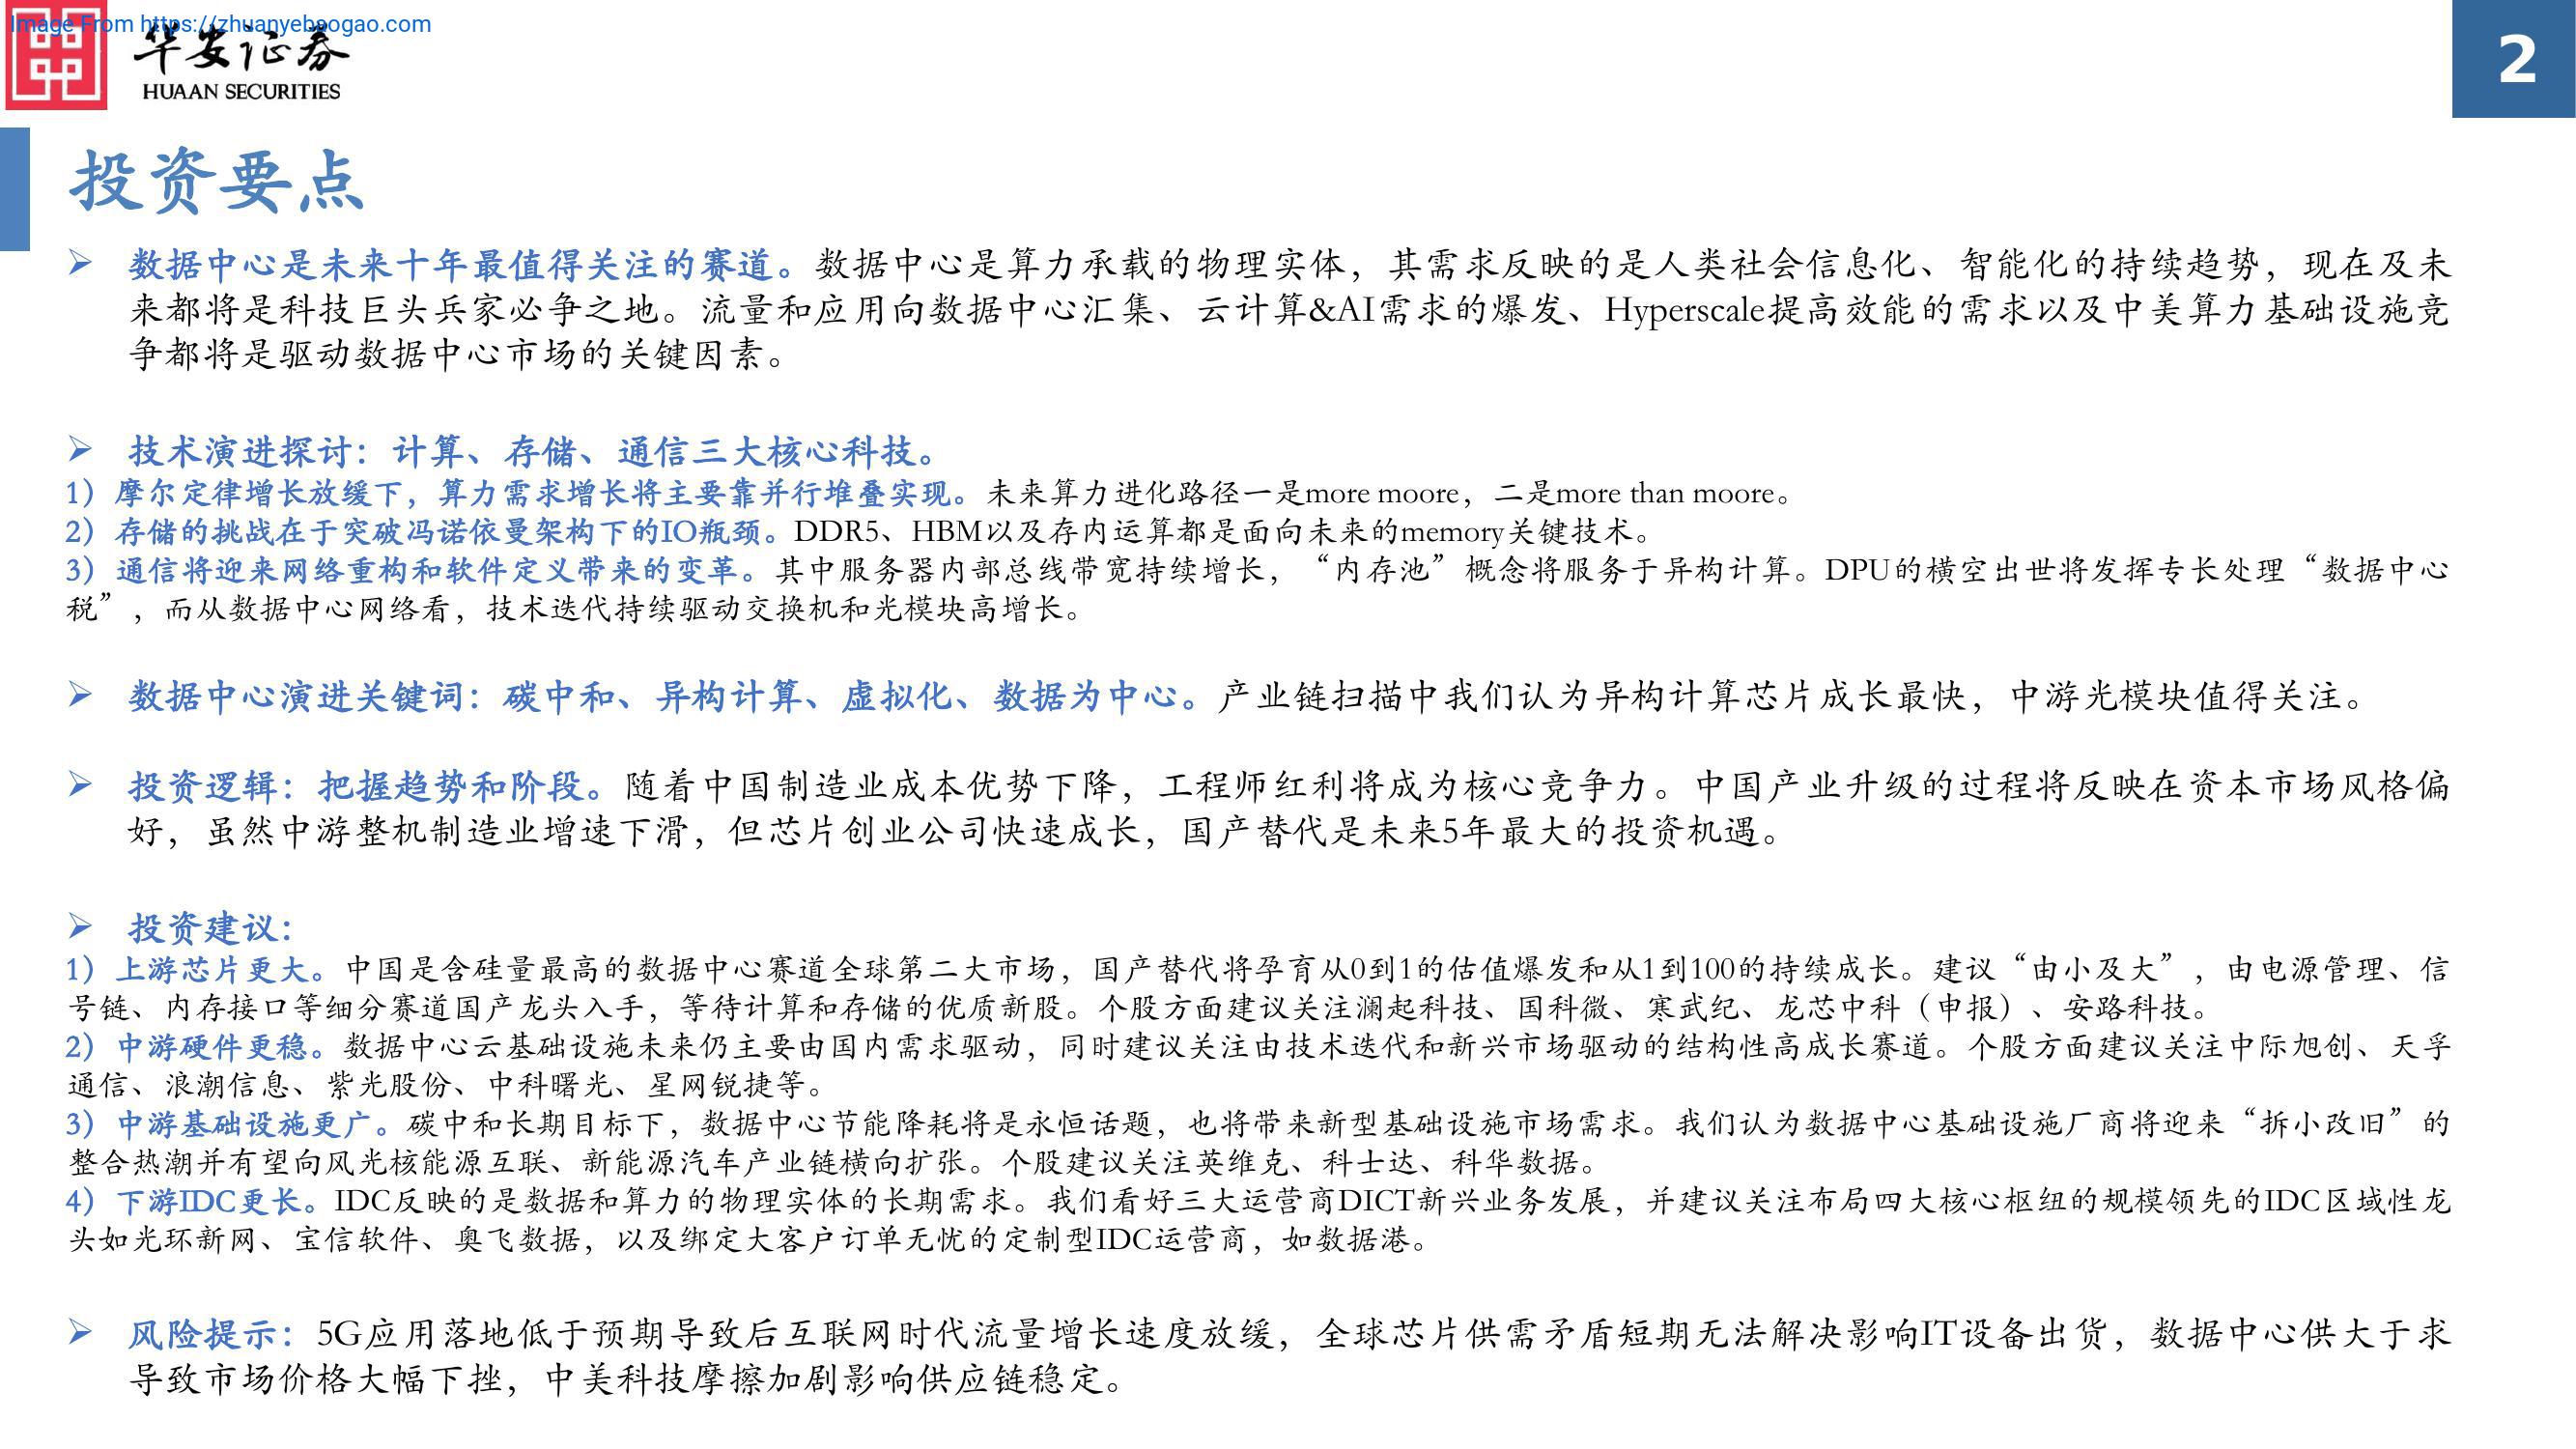 Image From https://zhuanyebaogao.com
华安证券
HUAAN SECURITIES
2
投资要点
➢ 数据中心是未来十年最值得关注的赛道。数据中心是算力承载的物理实体，其需求反映的是人类社会信息化、智能化的持续趋势，现在及未
来都将是科技巨头兵家必争之地。流量和应用向数据中心汇集、云计算&AI需求的爆发、Hyperscale提高效能的需求以及中美算力基础设施竞
争都将是驱动数据中心市场的关键因素。
➢ 技术演进探讨：计算、存储、通信三大核心科技。
1）摩尔定律增长放缓下，算力需求增长将主要靠并行堆叠实现。未来算力进化路径一是more moore，二是more than moore。
2）存储的挑战在于突破冯诺依曼架构下的IO瓶颈。DDR5、HBM以及存内运算都是面向未来的memory关键技术。
3）通信将迎来网络重构和软件定义带来的变革。其中服务器内部总线带宽持续增长，“内存池”概念将服务于异构计算。DPU的横空出世将发挥专长处理“数据中心
税”，而从数据中心网络看，技术迭代持续驱动交换机和光模块高增长。
➢ 数据中心演进关键词：碳中和、异构计算、虚拟化、数据为中心。产业链扫描中我们认为异构计算芯片成长最快，中游光模块值得关注。
➢ 投资逻辑：把握趋势和阶段。随着中国制造业成本优势下降，工程师红利将成为核心竞争力。中国产业升级的过程将反映在资本市场风格偏
好，虽然中游整机制造业增速下滑，但芯片创业公司快速成长，国产替代是未来5年最大的投资机遇。
➢ 投资建议：
1）上游芯片更大。中国是含硅量最高的数据中心赛道全球第二大市场，国产替代将孕育从0到1的估值爆发和从1到100的持续成长。建议“由小及大”，由电源管理、信
号链、内存接口等细分赛道国产龙头入手，等待计算和存储的优质新股。个股方面建议关注澜起科技、国科微、寒武纪、龙芯中科（申报）、安路科技。
2）中游硬件更稳。数据中心云基础设施未来仍主要由国内需求驱动，同时建议关注由技术迭代和新兴市场驱动的结构性高成长赛道。个股方面建议关注中际旭创、天孚
通信、浪潮信息、紫光股份、中科曙光、星网锐捷等。
3）中游基础设施更广。碳中和长期目标下，数据中心节能降耗将是永恒话题，也将带来新型基础设施市场需求。我们认为数据中心基础设施厂商将迎来“拆小改旧”的
整合热潮并有望向风光核能源互联、新能源汽车产业链横向扩张。个股建议关注英维克、科士达、科华数据。
4）下游IDC更长。IDC反映的是数据和算力的物理实体的长期需求。我们看好三大运营商DICT新兴业务发展，并建议关注布局四大核心枢纽的规模领先的IDC区域性龙
头如光环新网、宝信软件、奥飞数据，以及绑定大客户订单无忧的定制型IDC运营商，如数据港。
➢ 风险提示：5G应用落地低于预期导致后互联网时代流量增长速度放缓，全球芯片供需矛盾短期无法解决影响IT设备出货，数据中心供大于求
导致市场价格大幅下挫，中美科技摩擦加剧影响供应链稳定。